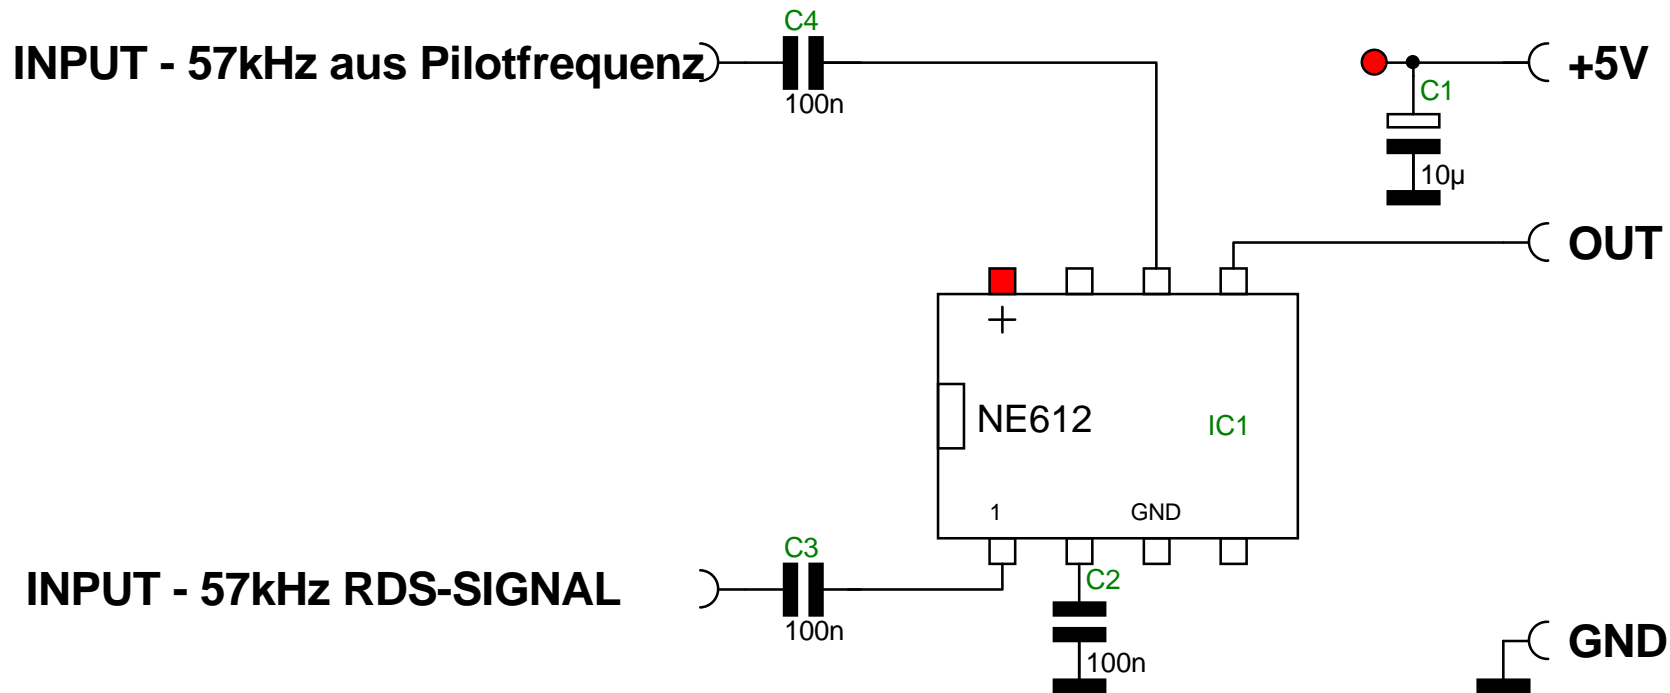 C4
INPUT - 57kHz aus Pilotfrequenz
100n
+5V
C1
10µ
OUT
+
NE612
IC1
1
GND
C3
INPUT - 57kHz RDS-SIGNAL
100n
C2
100n
GND